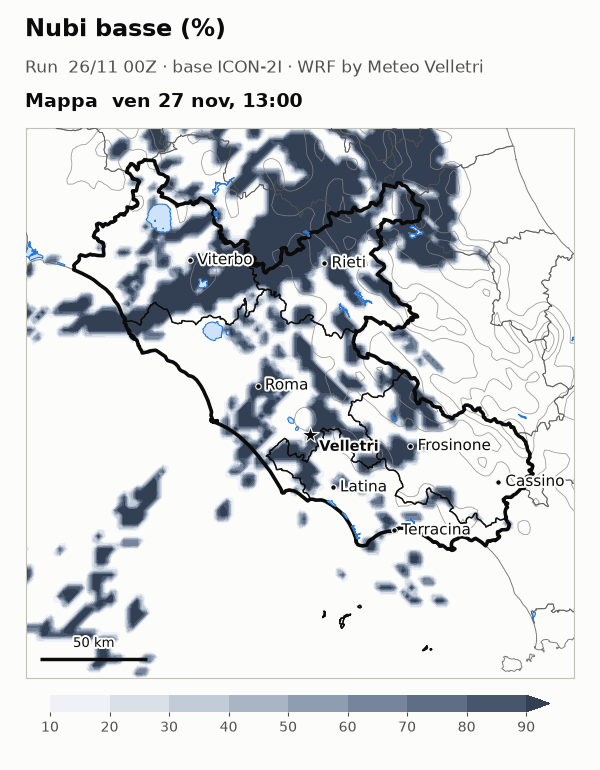 Nubi basse (%)
Run  26/11 00Z · base ICON-2I · WRF by Meteo Velletri
Mappa  ven 27 nov, 13:00
Viterbo
Rieti
Roma
Velletri
Frosinone
Cassino
Latina
Terracina
50 km
10 20 30 40 50 60 70 80 90